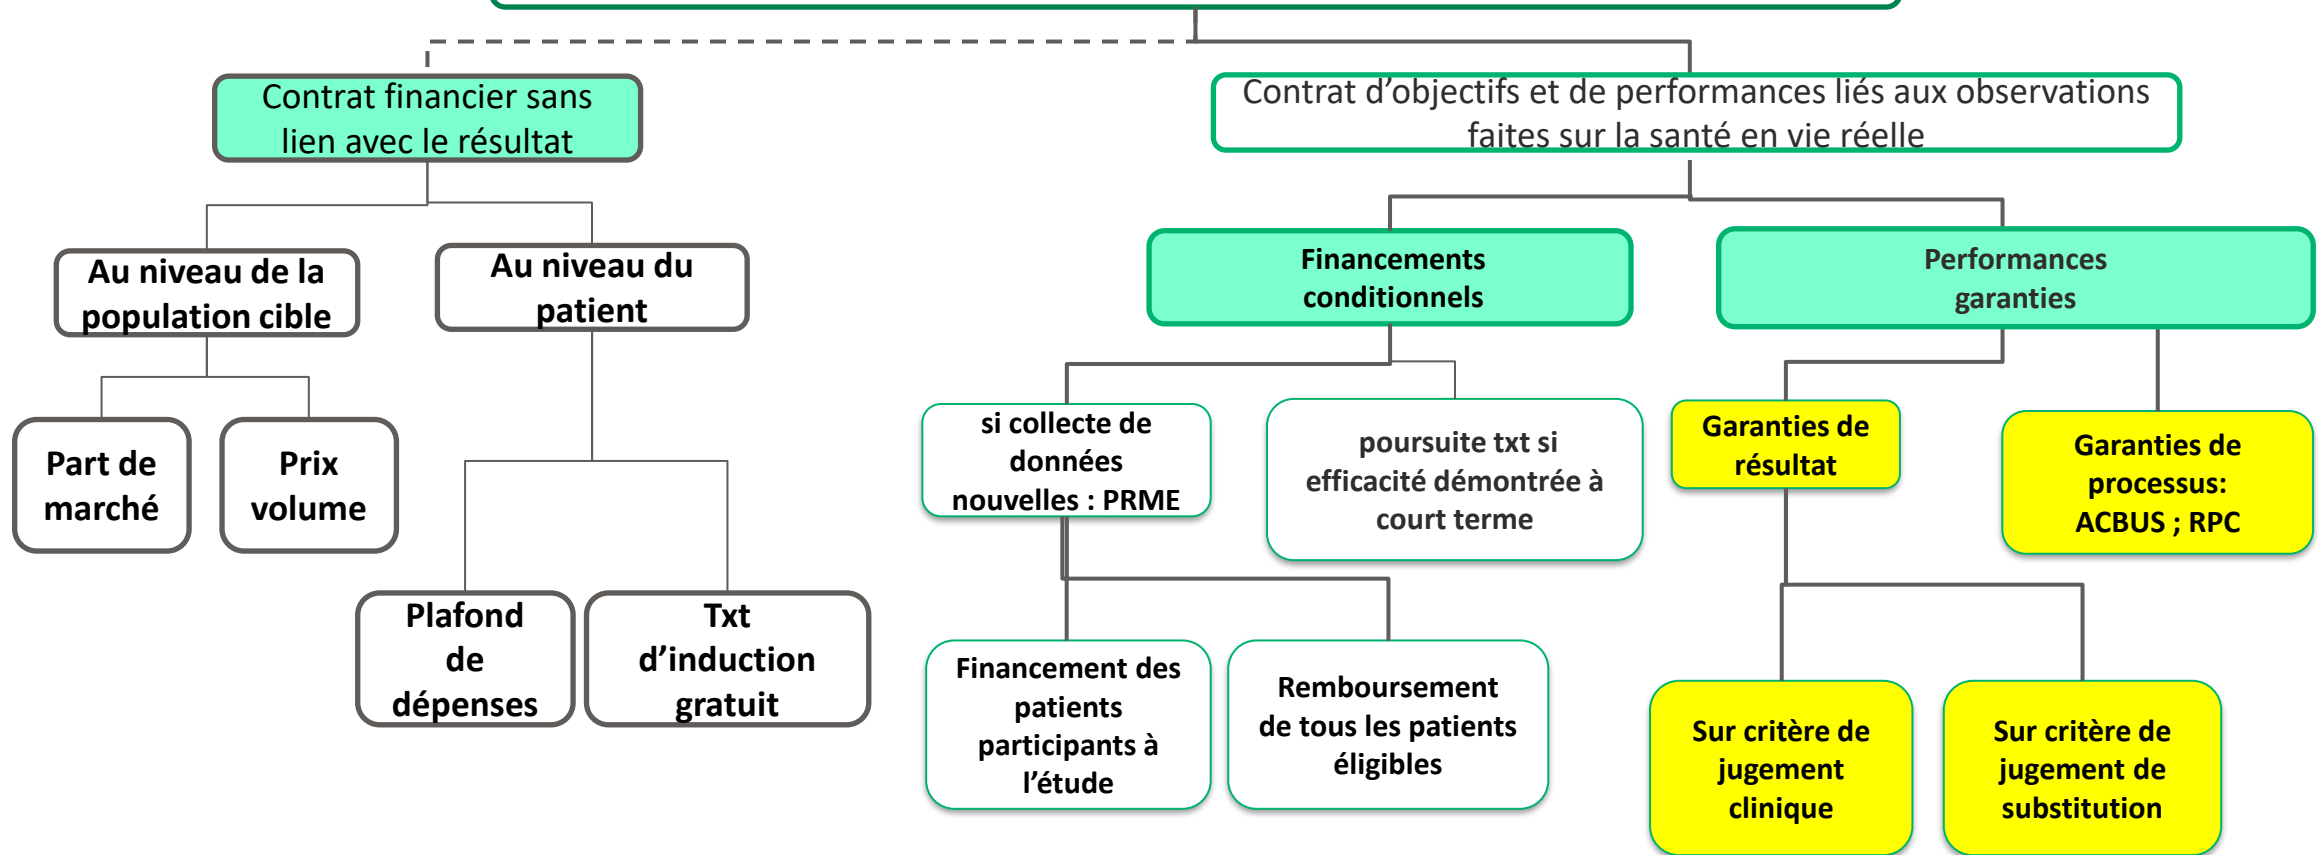 Contrat financier sans
lien avec le résultat
Contrat d’objectifs et de performances liés aux observations
faites sur la santé en vie réelle
Au niveau de la
population cible
Au niveau du
patient
Financements
conditionnels
Performances
garanties
Part de
marché
Prix
volume
si collecte de
données
nouvelles : PRME
poursuite txt si
efficacité démontrée à
court terme
Garanties de
résultat
Garanties de
processus:
ACBUS ; RPC
Plafond
de
dépenses
Txt
d’induction
gratuit
Financement des
patients
participants à
l’étude
Remboursement
de tous les patients
éligibles
Sur critère de
jugement
clinique
Sur critère de
jugement de
substitution